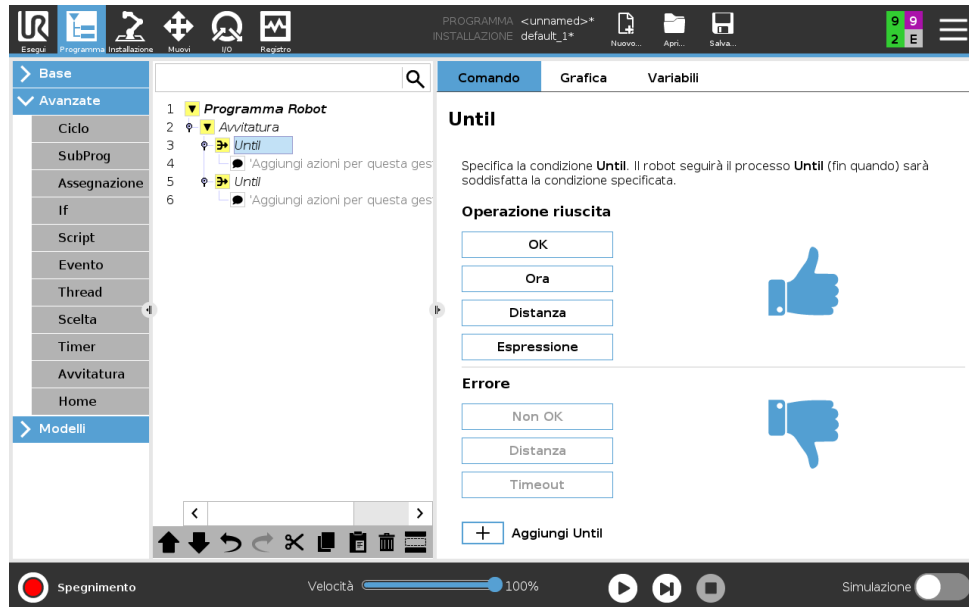 PROGRAMMA <unnamed>*
INSTALLAZIONE default_1*
Esegui
Programma
Installazione
Muovi
I/O
Registro
Nuovo...
Apri...
Salva...
9 9
2 E
Base
Avanzate
Ciclo
SubProg
Assegnazione
If
Script
Evento
Thread
Scelta
Timer
Avvitatura
Home
Modelli
1 Programma Robot
2 Avvitatura
3 Until
4 'Aggiungi azioni per questa ges
5 Until
6 'Aggiungi azioni per questa ges
Comando Grafica Variabili
Until
Specifica la condizione Until. Il robot seguirà il processo Until (fin quando) sarà
soddisfatta la condizione specificata.
Operazione riuscita
OK
Ora
Distanza
Espressione
Errore
Non OK
Distanza
Timeout
+ Aggiungi Until
Spegnimento
Velocità 100%
Simulazione